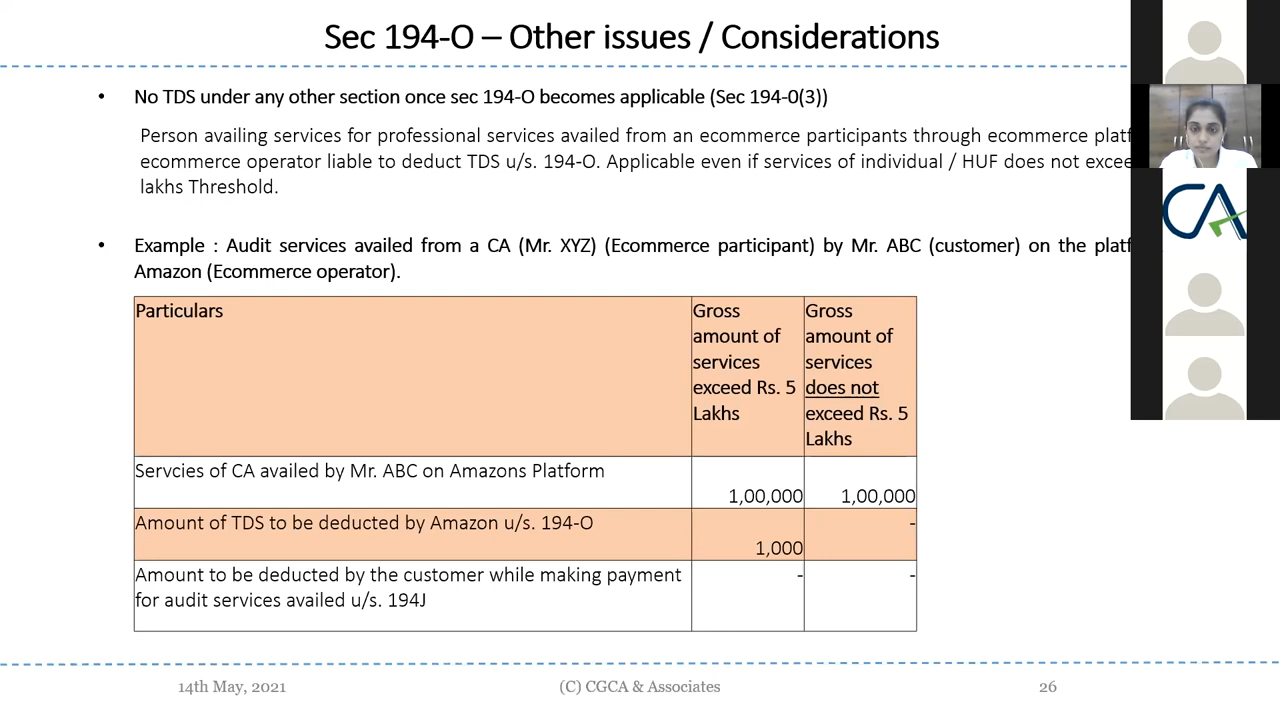 Sec 194-O – Other issues / Considerations
• No TDS under any other section once sec 194-O becomes applicable (Sec 194-0(3))
Person availing services for professional services availed from an ecommerce participants through ecommerce
ecommerce operator liable to deduct TDS u/s. 194-O. Applicable even if services of individual / HUF does not
lakhs Threshold.
• Example : Audit services availed from a CA (Mr. XYZ) (Ecommerce participant) by Mr. ABC (customer) on the
Amazon (Ecommerce operator).
Particulars
Gross
amount of
services
exceed Rs. 5
Lakhs
Gross
amount of
services
does not
exceed Rs. 5
Lakhs
Servcies of CA availed by Mr. ABC on Amazons Platform
1,00,000 1,00,000
Amount of TDS to be deducted by Amazon u/s. 194-O
1,000 -
Amount to be deducted by the customer while making payment
for audit services availed u/s. 194J
- -
14th May, 2021 (C) CGCA & Associates 26
CA